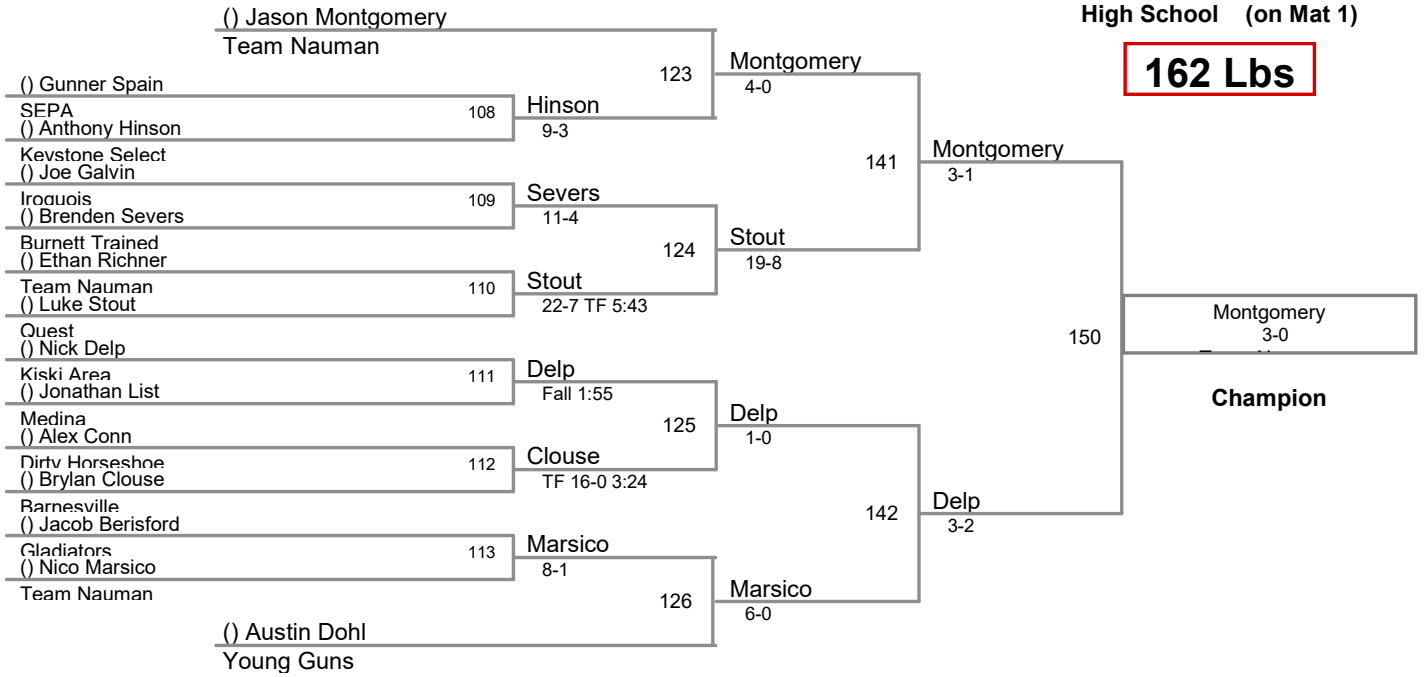 () Jason Montgomery
Team Nauman
High School (on Mat 1)
162 Lbs
() Gunner Spain
SEPA
() Anthony Hinson
Keystone Select
() Joe Galvin
Iroquois
() Brenden Severs
Burnett Trained
() Ethan Richner
Team Nauman
() Luke Stout
Quest
() Nick Delp
Kiski Area
() Jonathan List
Medina
() Alex Conn
Dirty Horseshoe
() Brylan Clouse
Barnesville
() Jacob Berisford
Gladiators
() Nico Marsico
Team Nauman
() Austin Dohl
Young Guns
108
109
110
111
112
113
Hinson
9-3
Severs
11-4
Stout
22-7 TF 5:43
Delp
Fall 1:55
Clouse
TF 16-0 3:24
Marsico
8-1
123
124
125
126
Montgomery
4-0
Stout
19-8
Delp
1-0
Marsico
6-0
141
142
Montgomery
3-1
Delp
3-2
150
Montgomery
3-0
Champion